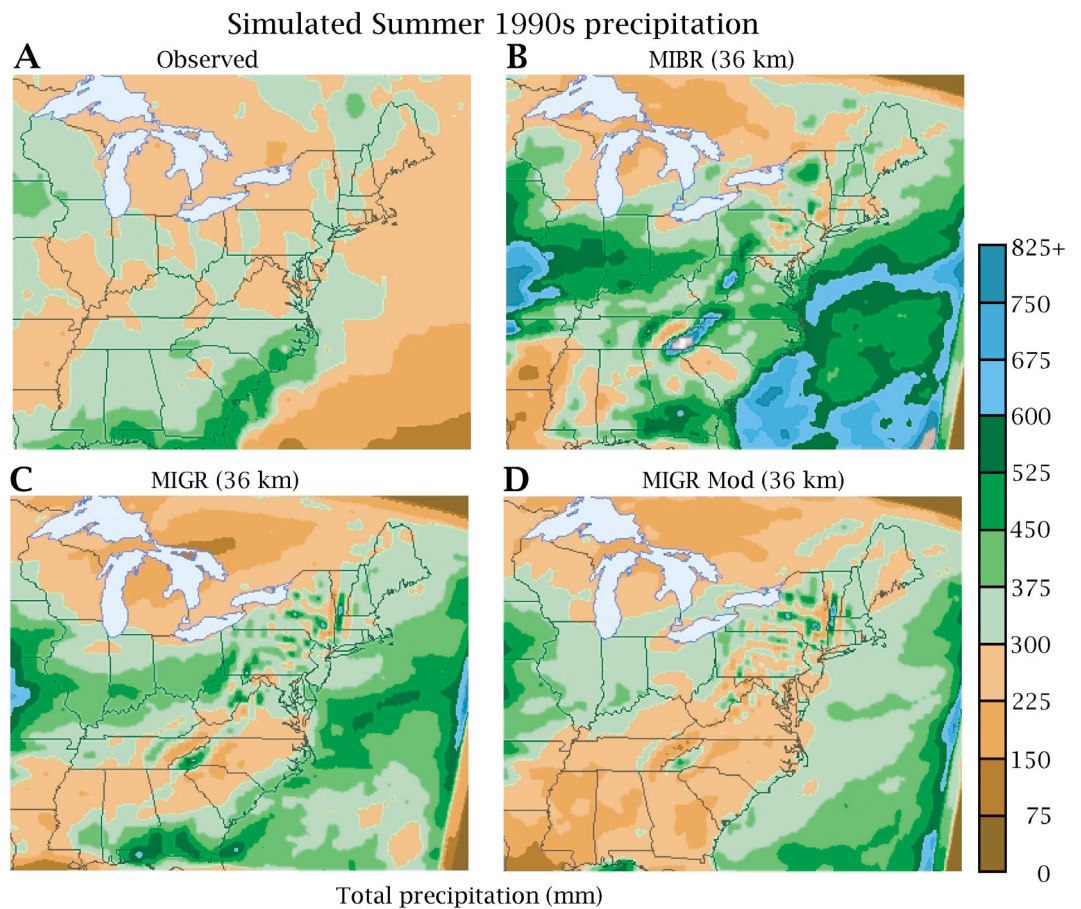 Simulated Summer 1990s precipitation
A
Observed
B
MIBR (36 km)
C
MIGR (36 km)
D
MIGR Mod (36 km)
825+
750
675
600
525
450
375
300
225
150
75
0
Total precipitation (mm)